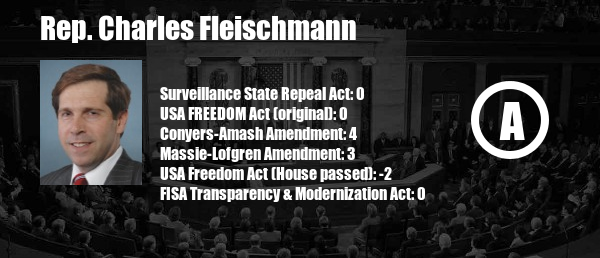 Rep. Charles Fleischmann
Surveillance State Repeal Act: 0
USA FREEDOM Act (original): 0
Conyers-Amash Amendment: 4
Massie-Lofgren Amendment: 3
USA Freedom Act (House passed): -2
FISA Transparency & Modernization Act: 0
A